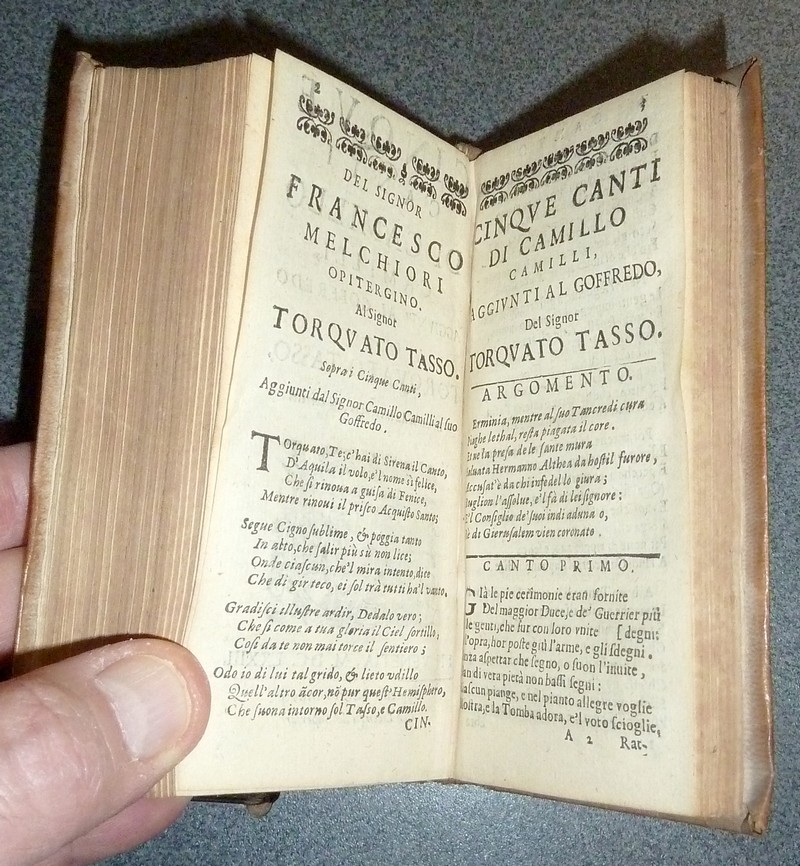 2
DEL SIGNOR
FRANCESCO
MELCHIORI
OPITERGINO.
Al Signor
TORQVATO TASSO.
Sopra i Cinque Canti,
Aggiunti dal Signor Camillo Camilli al suo
Goffredo.
Torquato, Te; c'hai di Sirena il Canto,
D'Aquila il volo, e'l nome sì felice,
Che si rinoua a guisa di Fenice,
Mentre rinoui il prisco Acquisto Santo;
Segue Cigno sublime, & poggia tanto
In alto, che salir più sù non lice;
Onde ciascun, che'l mira intento, dice
Che di gir teco, ei sol trà tutti ha'l vanto.
Gradisci illustre ardir, Dedalo vero;
Che si come a tua gloria il Ciel sortillo,
Così da te non mai torce il sentiero;
Odo io di lui tal grido, & lieto vdillo
Quell'altro ācor, nō pur quest'Hemispero,
Che suona intorno sol Tasso, e Camillo.
CIN-
3
CINQVE CANTI
DI CAMILLO
CAMILLI,
AGGIVNTI AL GOFFREDO,
Del Signor
TORQVATO TASSO.
ARGOMENTO.
Erminia, mentre al suo Tancredi cura
lethal, resta piagata il core.
la presa de le sante mura
Hermanno Althea da hostil furore,
Accusat'è da chi infedel lo giura;
Buglion l'assolue, e'l fà di lei signore:
Consiglio de' suoi indi aduna
di Gierusalem vien coronato.
CANTO PRIMO.
Già le pie cerimonie eran fornite
Del maggior Duce, e de' Guerrier più
le genti, che fur con loro vnite [degni:
l'opra, hor poste giù l'arme, e gli sdegni.
aspettar che segno, o suon l'inuite,
di vera pietà non bassi segni:
piange, e nel pianto allegre voglie
e la Tomba adora, e'l voto scioglie,
A 2 Rat-